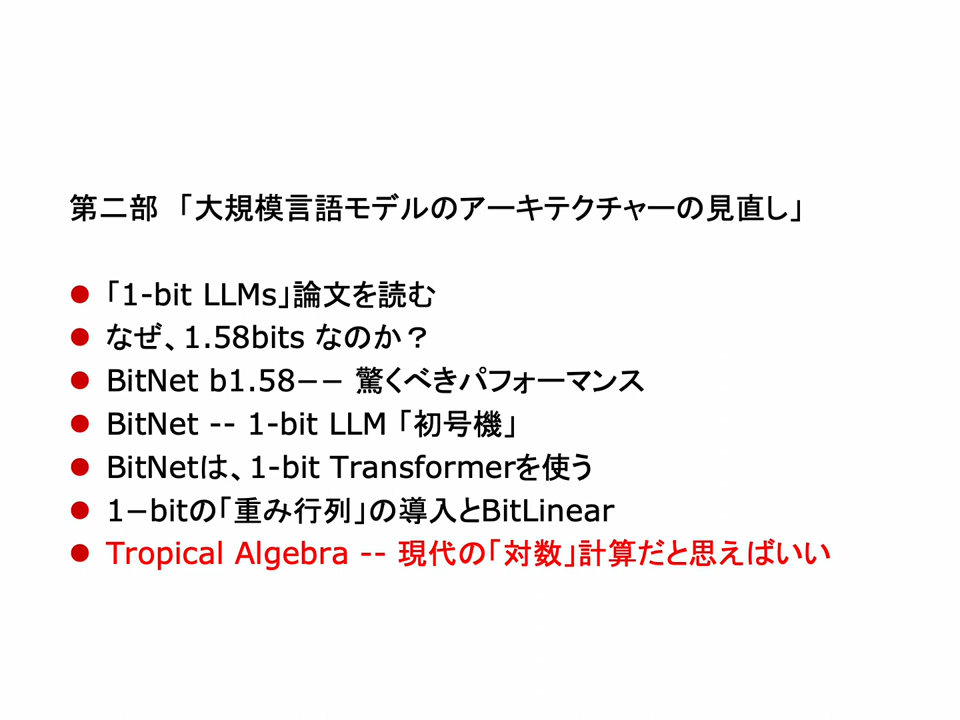 第二部 「大規模言語モデルのアーキテクチャーの見直し」
● 「1-bit LLMs」論文を読む
● なぜ、1.58bits なのか？
● BitNet b1.58−− 驚くべきパフォーマンス
● BitNet -- 1-bit LLM 「初号機」
● BitNetは、1-bit Transformerを使う
● 1−bitの「重み行列」の導入とBitLinear
● Tropical Algebra -- 現代の「対数」計算だと思えばいい